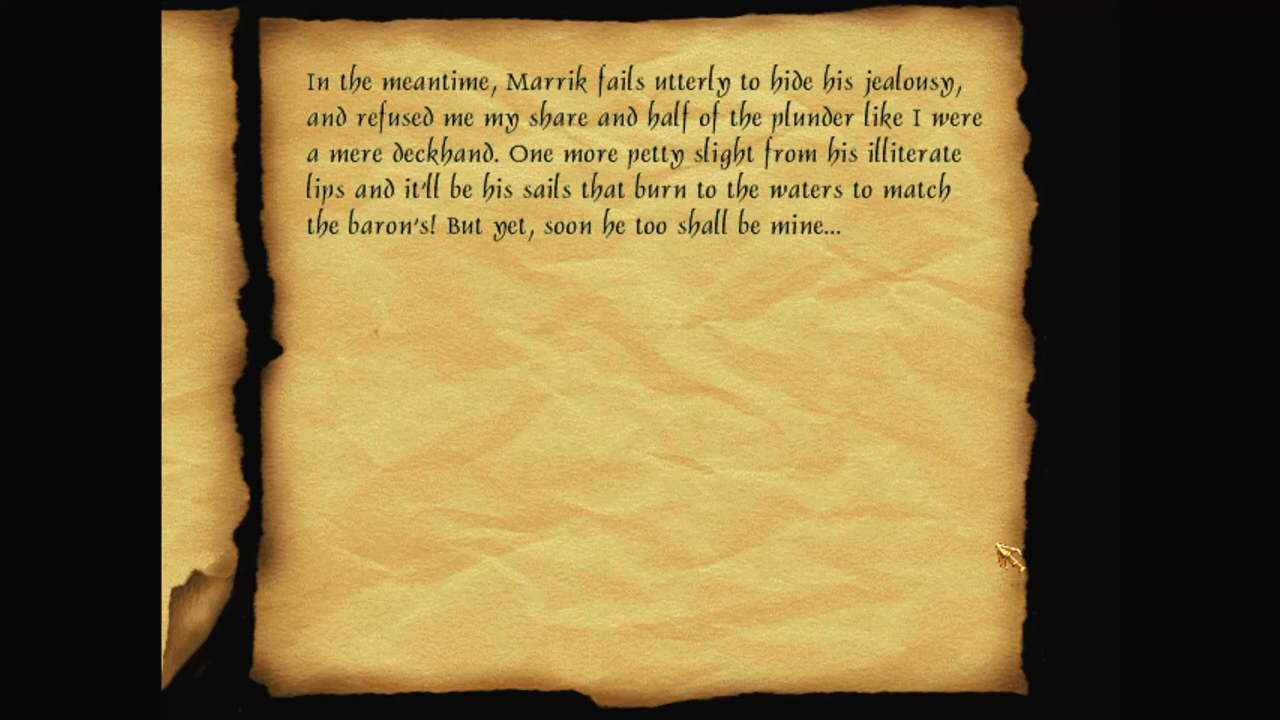 In the meantime, Marrik fails utterly to hide his jealousy,
and refused me my share and half of the plunder like I were
a mere deckhand. One more petty slight from his illiterate
lips and it'll be his sails that burn to the waters to match
the baron's! But yet, soon he too shall be mine...